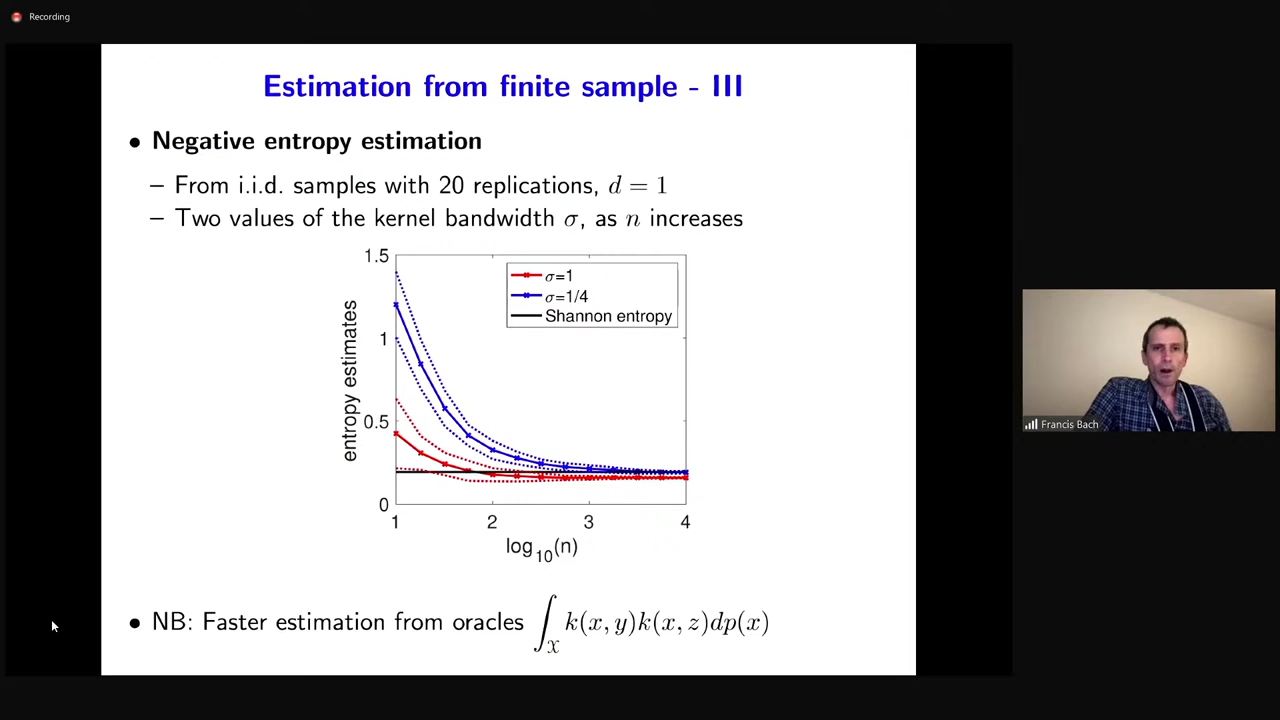 Recording
Estimation from finite sample - III
• Negative entropy estimation
– From i.i.d. samples with 20 replications, d = 1
– Two values of the kernel bandwidth σ, as n increases
1.5
1
0.5
0
entropy estimates
σ=1
σ=1/4
Shannon entropy
1 2 3 4
log₁₀(n)
• NB: Faster estimation from oracles ∫_X k(x, y)k(x, z)dp(x)
Francis Bach